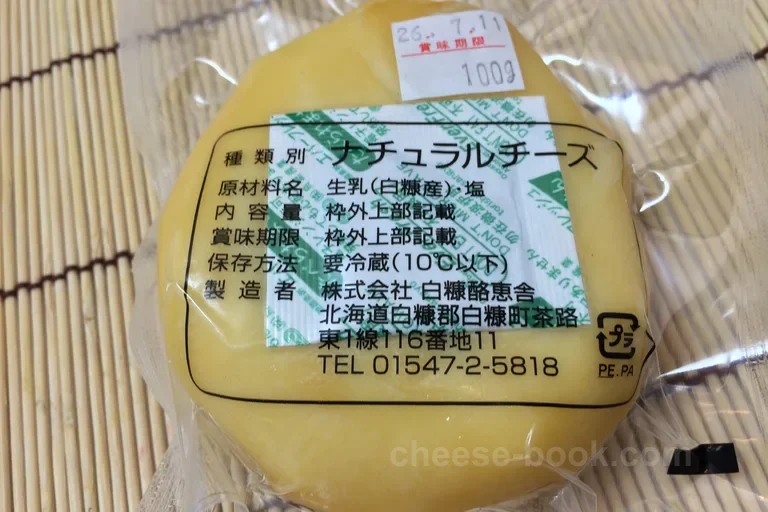 26. 7. 11
賞味期限
100g
種類別 ナチュラルチーズ
原材料名 生乳(白糠産)・塩
内容量 枠外上部記載
賞味期限 枠外上部記載
保存方法 要冷蔵(10℃以下)
製造者 株式会社 白糠酪恵舎
北海道白糠郡白糠町茶路
東1線116番地11
TEL 01547-2-5818
プラ
PE.PA
cheese-book.com